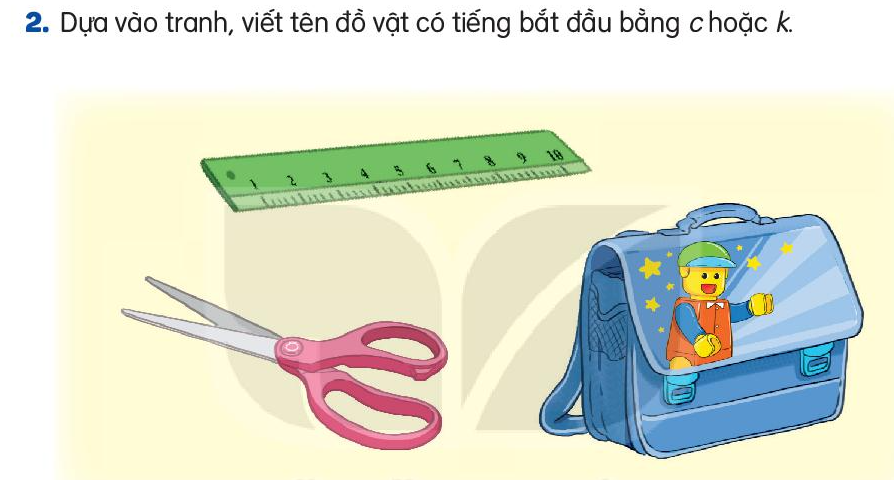 2. Dựa vào tranh, viết tên đồ vật có tiếng bắt đầu bằng c hoặc k.
1 2 3 4 5 6 7 8 9 10